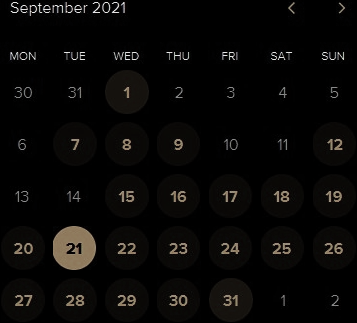 September 2021
MON TUE WED THU FRI SAT SUN
30 31 1 2 3 4 5
6 7 8 9 10 11 12
13 14 15 16 17 18 19
20 21 22 23 24 25 26
27 28 29 30 31 1 2